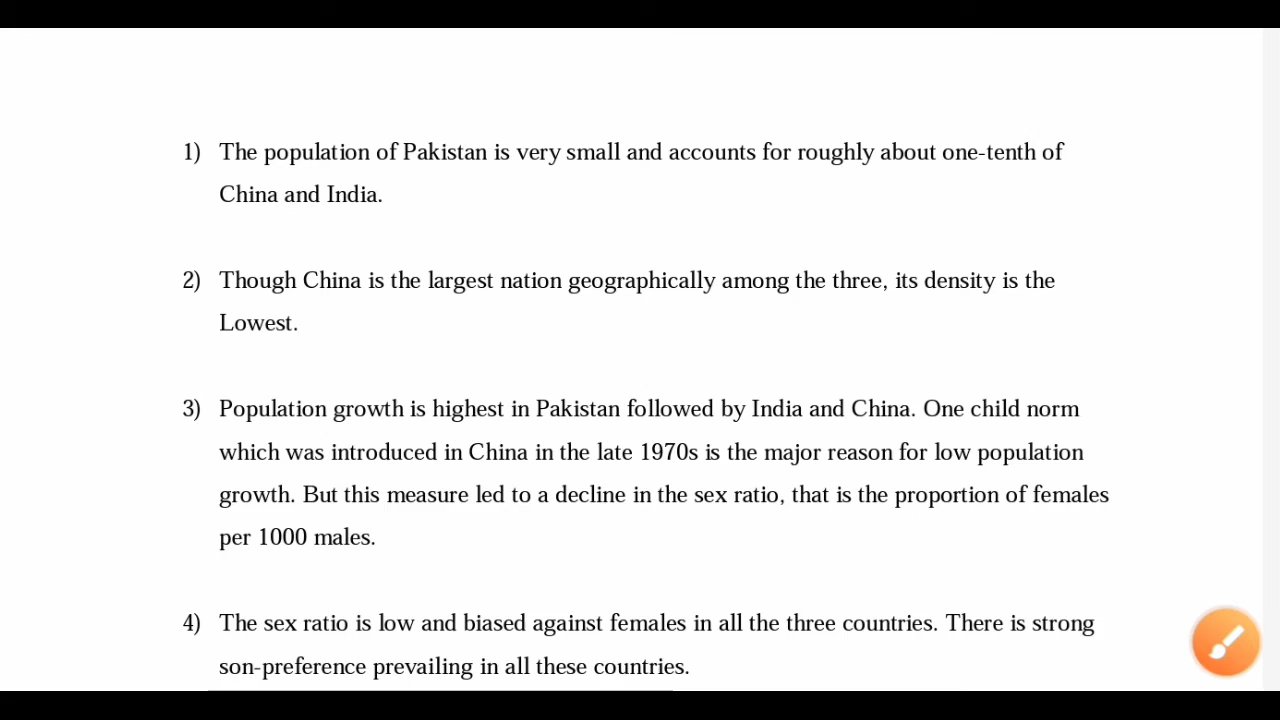 1) The population of Pakistan is very small and accounts for roughly about one-tenth of
China and India.
2) Though China is the largest nation geographically among the three, its density is the
Lowest.
3) Population growth is highest in Pakistan followed by India and China. One child norm
which was introduced in China in the late 1970s is the major reason for low population
growth. But this measure led to a decline in the sex ratio, that is the proportion of females
per 1000 males.
4) The sex ratio is low and biased against females in all the three countries. There is strong
son-preference prevailing in all these countries.